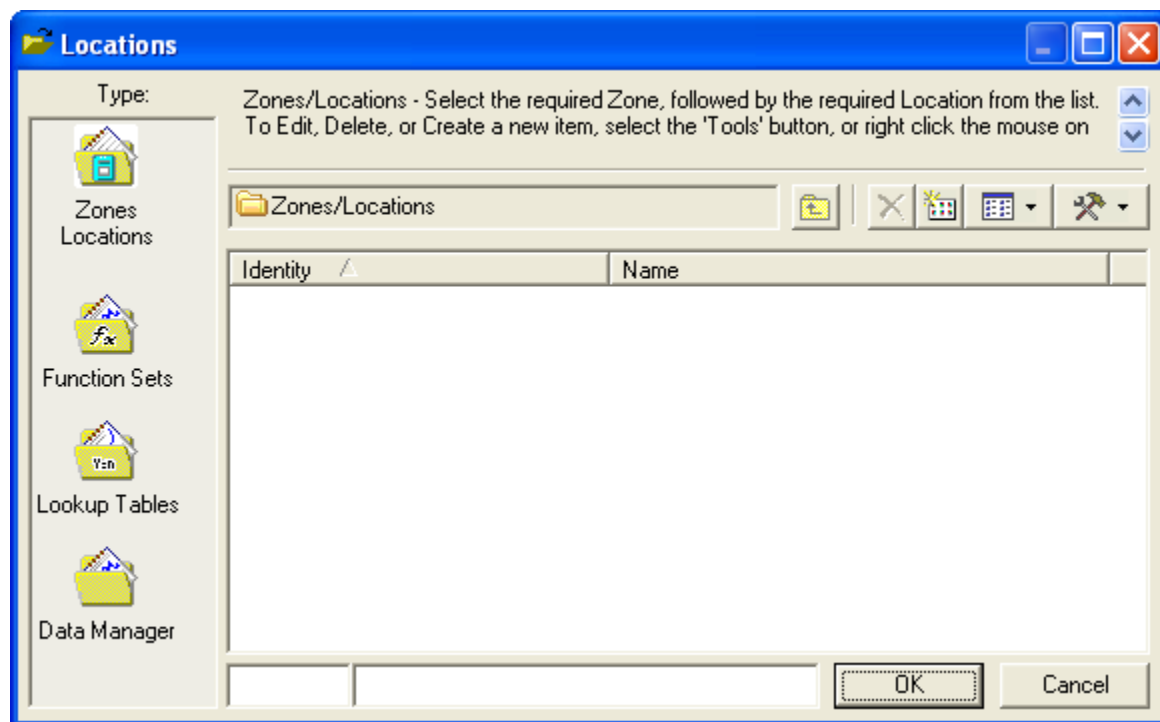 Locations
Type:
Zones/Locations - Select the required Zone, followed by the required Location from the list.
To Edit, Delete, or Create a new item, select the 'Tools' button, or right click the mouse on
Zones
Locations
Zones/Locations
Identity
Name
fx
Function Sets
Y=n
Lookup Tables
Data Manager
OK
Cancel